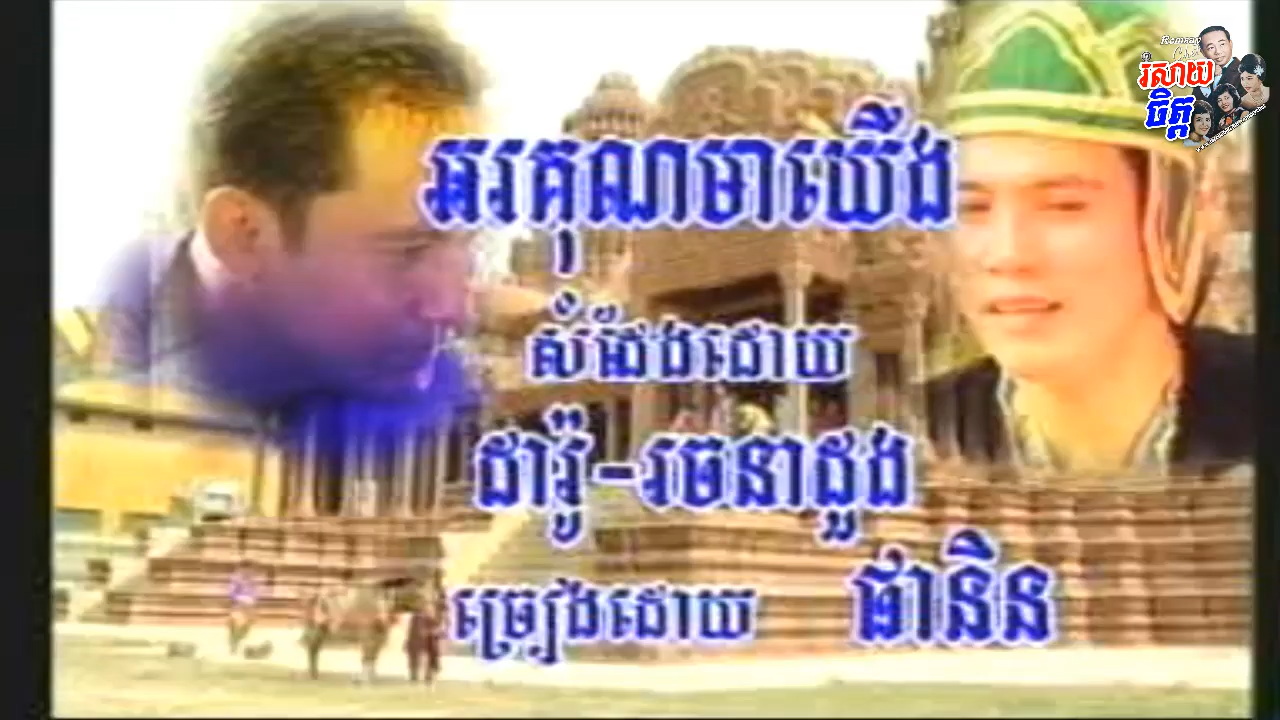 អរគុណមាយើង
សំដែងដោយ
ដារ៉ូ-រចនាដួង
ច្រៀងដោយ ផានិន
រសាយ
ចិត្ត